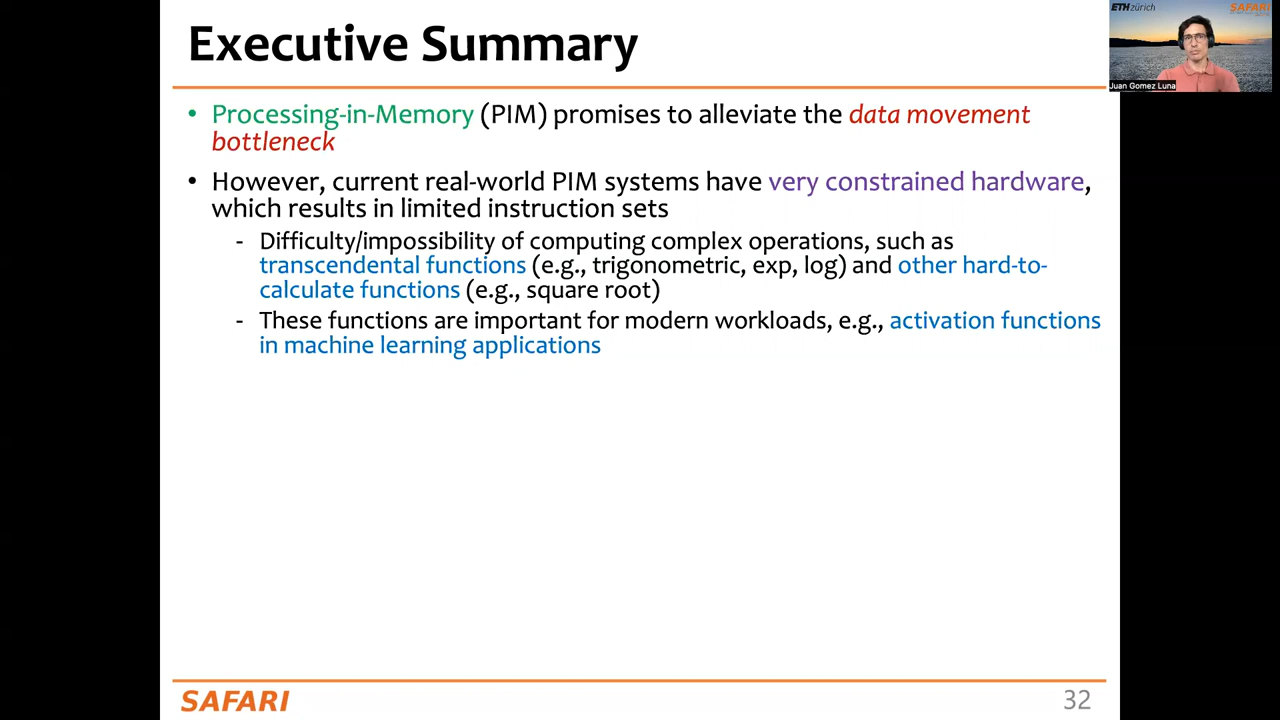 Executive Summary
ETH zürich
SAFARI
Juan Gomez Luna
• Processing-in-Memory (PIM) promises to alleviate the data movement
bottleneck
• However, current real-world PIM systems have very constrained hardware,
which results in limited instruction sets
- Difficulty/impossibility of computing complex operations, such as
transcendental functions (e.g., trigonometric, exp, log) and other hard-to-
calculate functions (e.g., square root)
- These functions are important for modern workloads, e.g., activation functions
in machine learning applications
SAFARI
32